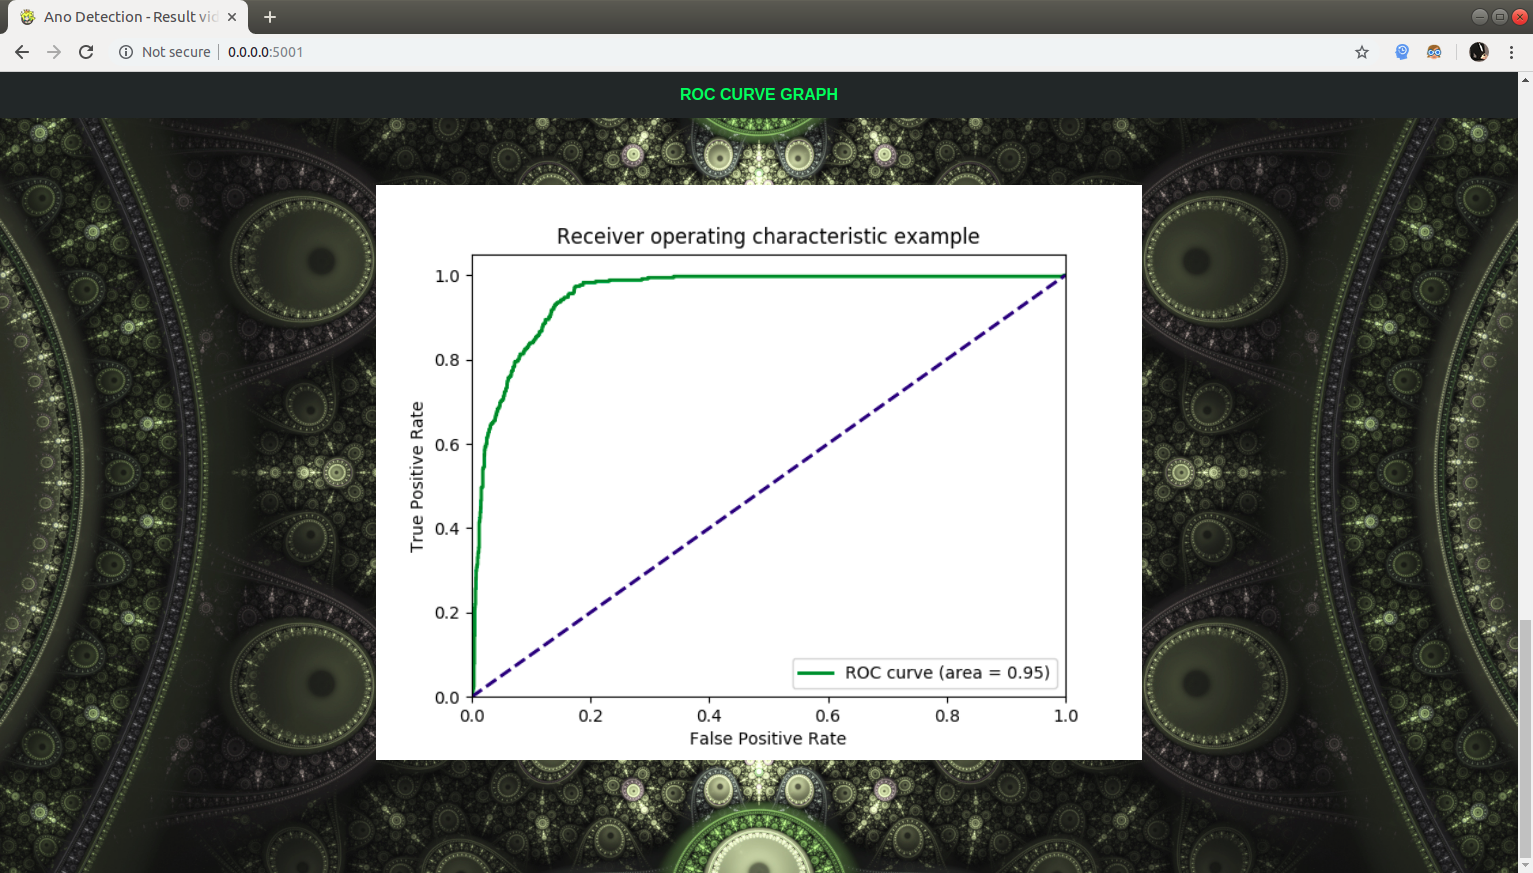 Ano Detection - Result vid
Not secure
0.0.0.0:5001
ROC CURVE GRAPH
Receiver operating characteristic example
1.0
0.8
0.6
0.4
0.2
0.0
True Positive Rate
ROC curve (area = 0.95)
0.0 0.2 0.4 0.6 0.8 1.0
False Positive Rate